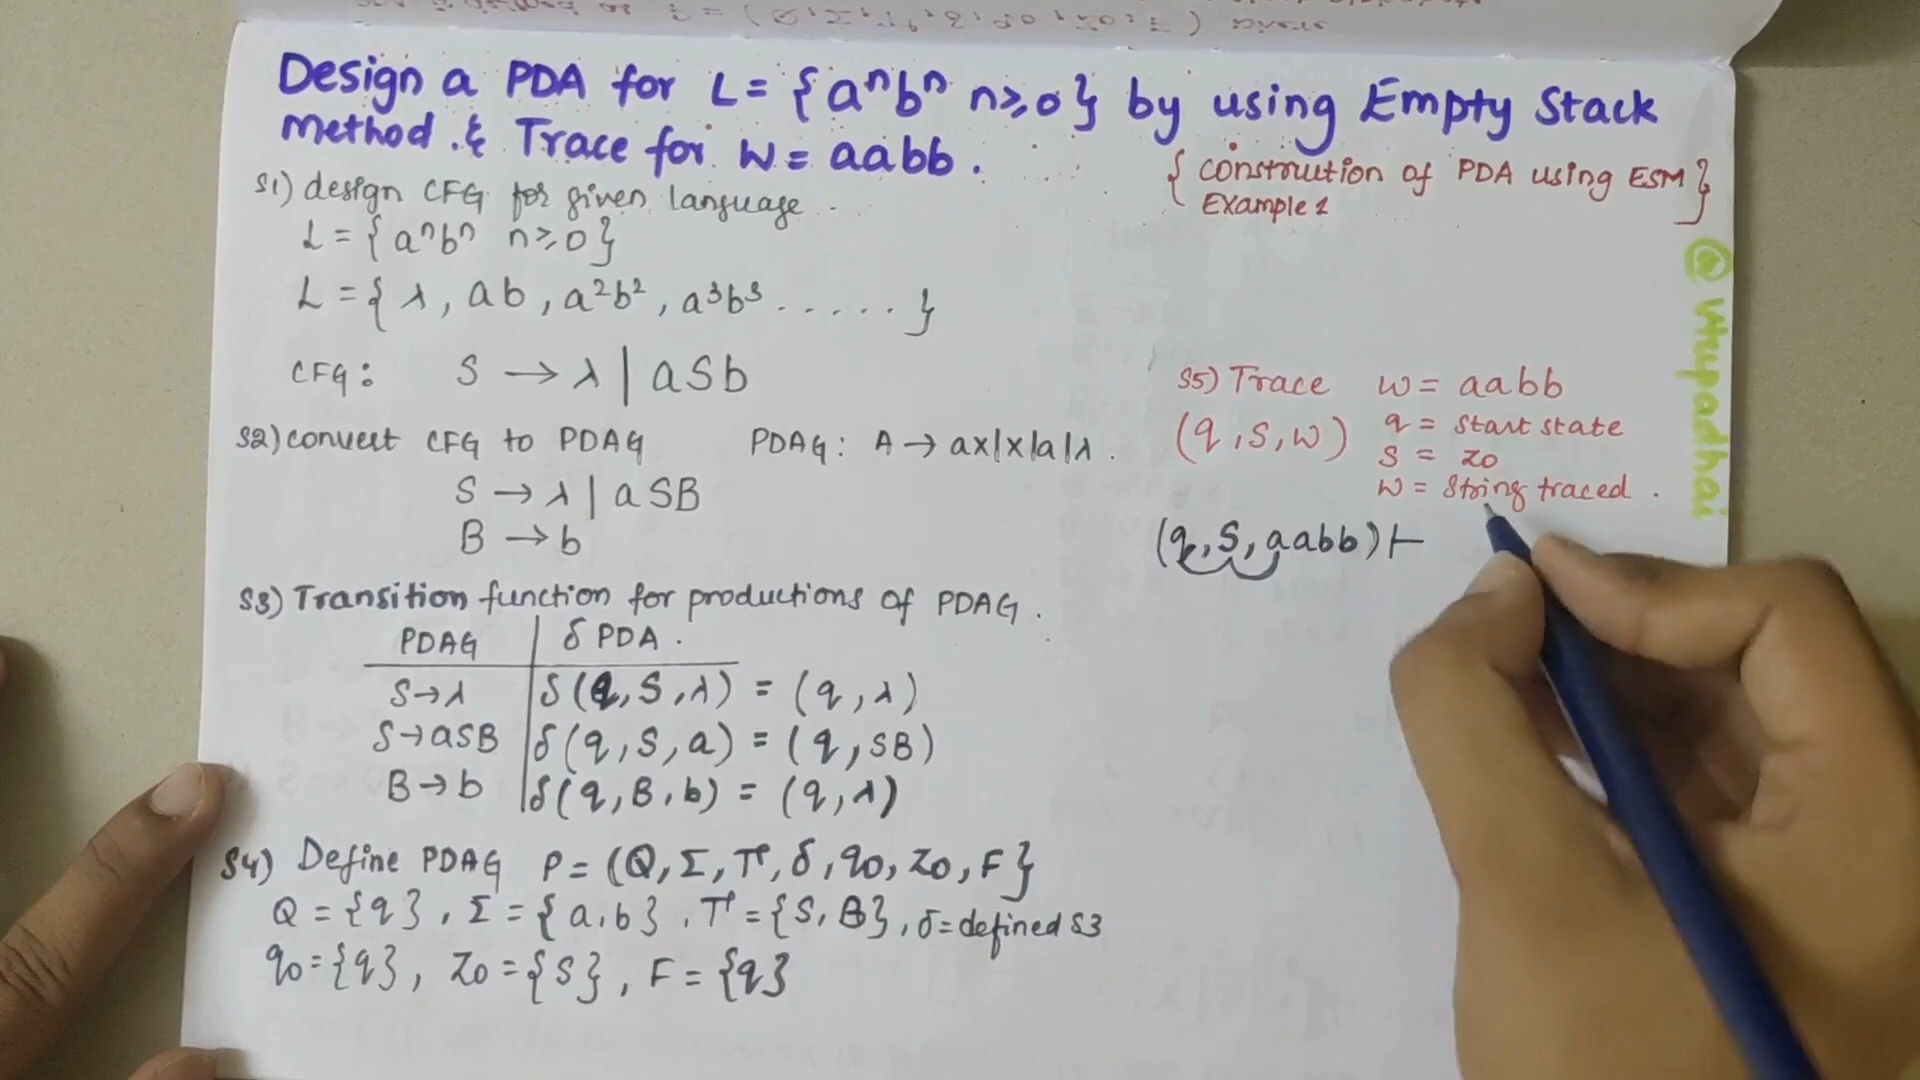 Design a PDA for L = {aⁿbⁿ n≥0} by using Empty Stack
method. & Trace for W = aabb.
{ construction of PDA using ESM }
Example 1
S1) design CFG for given language.
L = {aⁿbⁿ n≥0}
L = {λ, ab, a²b², a³b³ ...... }
CFG: S → λ | aSb
S2) convert CFG to PDAG PDAG: A → ax|x|a|λ.
S → λ | aSB
B → b
S3) Transition function for productions of PDAG.
PDAG | δ PDA.
S→λ | δ(q, S, λ) = (q, λ)
S→aSB | δ(q, S, a) = (q, SB)
B→b | δ(q, B, b) = (q, λ)
S4) Define PDAG P = (Q, Σ, Γ, δ, q0, Z0, F}
Q = {q}, Σ = {a, b}, Γ = {S, B}, δ = defined S3
q0 = {q}, Z0 = {S}, F = {q}
S5) Trace w = aabb
(q, S, w) q = Start state
S = z0
w = string traced.
(q, S, aabb) ⊢
@Vtupadhai